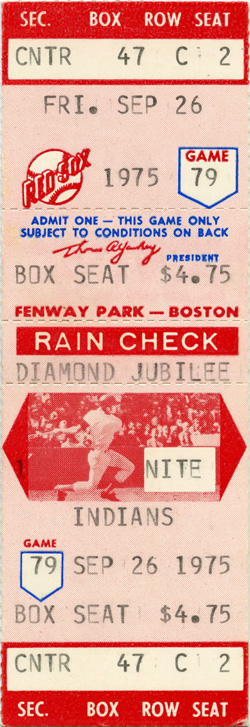 SEC. BOX ROW SEAT
CNTR 47 C 2
FRI. SEP 26
RED SOX
1975
GAME
79
ADMIT ONE — THIS GAME ONLY
SUBJECT TO CONDITIONS ON BACK
PRESIDENT
BOX SEAT $4.75
FENWAY PARK — BOSTON
RAIN CHECK
DIAMOND JUBILEE
NITE
INDIANS
GAME
79 SEP 26 1975
BOX SEAT $4.75
CNTR 47 C 2
SEC. BOX ROW SEAT